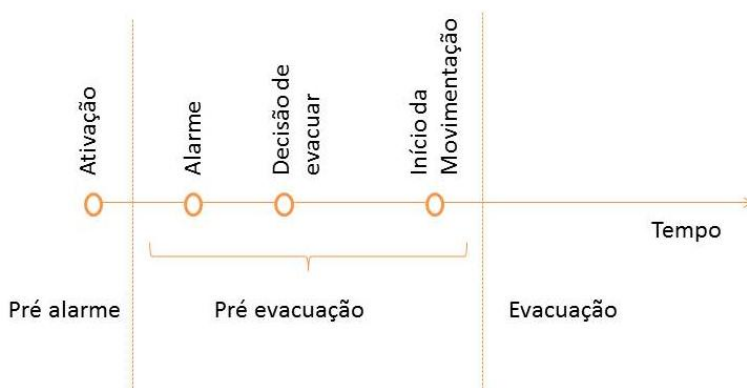 Ativação
Alarme
Decisão de
evacuar
Início da
Movimentação
Tempo
Pré alarme
Pré evacuação
Evacuação